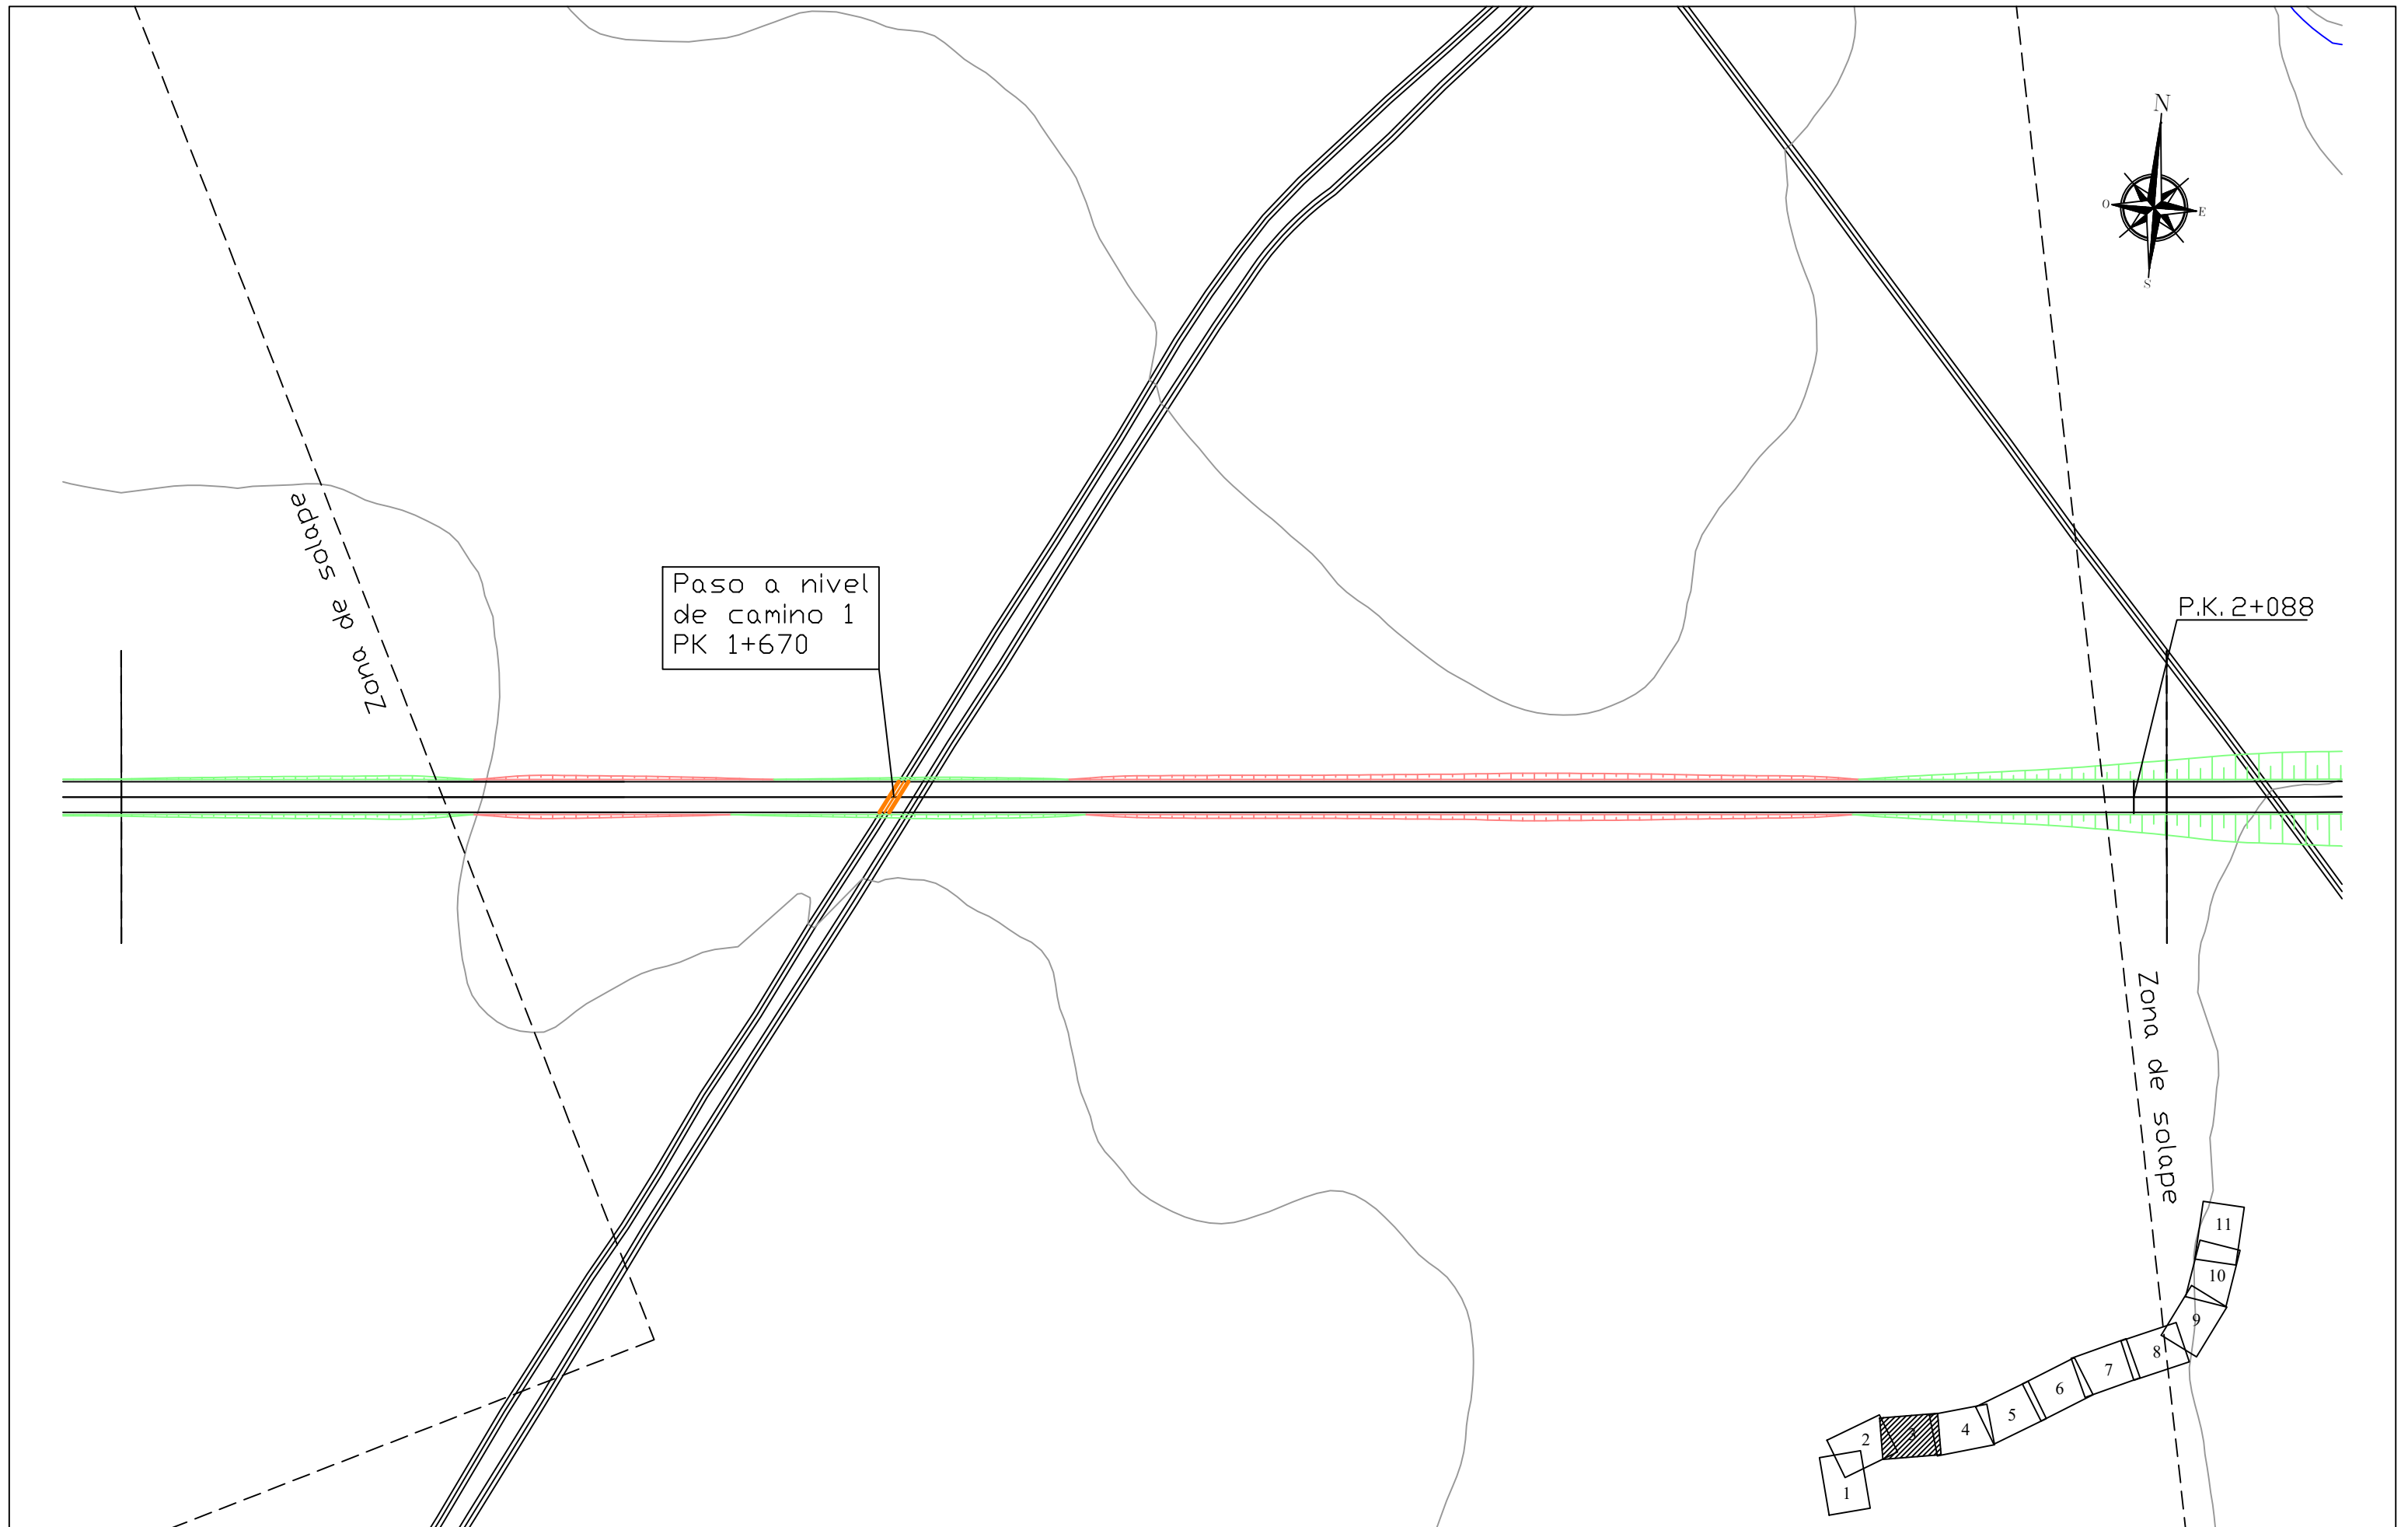 N
O
E
S
Zona de solape
Paso a nivel
de camino 1
PK 1+670
P.K. 2+088
Zona de solape
11
10
9
8
7
6
5
4
3
2
1